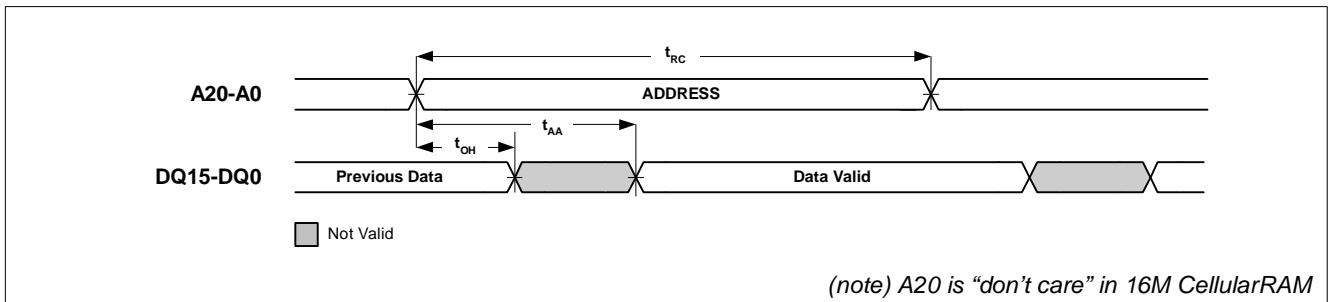 tRC
A20-A0
ADDRESS
tAA
tOH
DQ15-DQ0
Previous Data
Data Valid
Not Valid
(note) A20 is “don’t care” in 16M CellularRAM